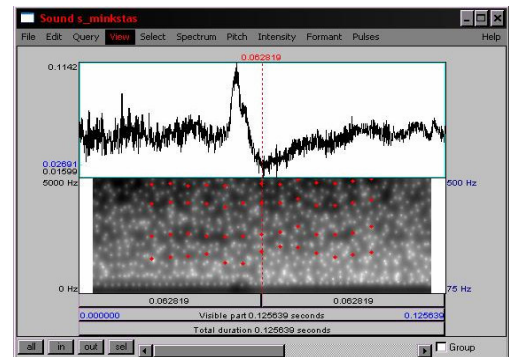 Sound s_minkstas
File Edit Query View Select Spectrum Pitch Intensity Formant Pulses Help
0.062819
0.1142
0.02691
0.01599
5000 Hz 500 Hz
0 Hz 75 Hz
0.062819 0.062819
0.000000 Visible part 0.125639 seconds 0.125639
Total duration 0.125639 seconds
all in out sel Group